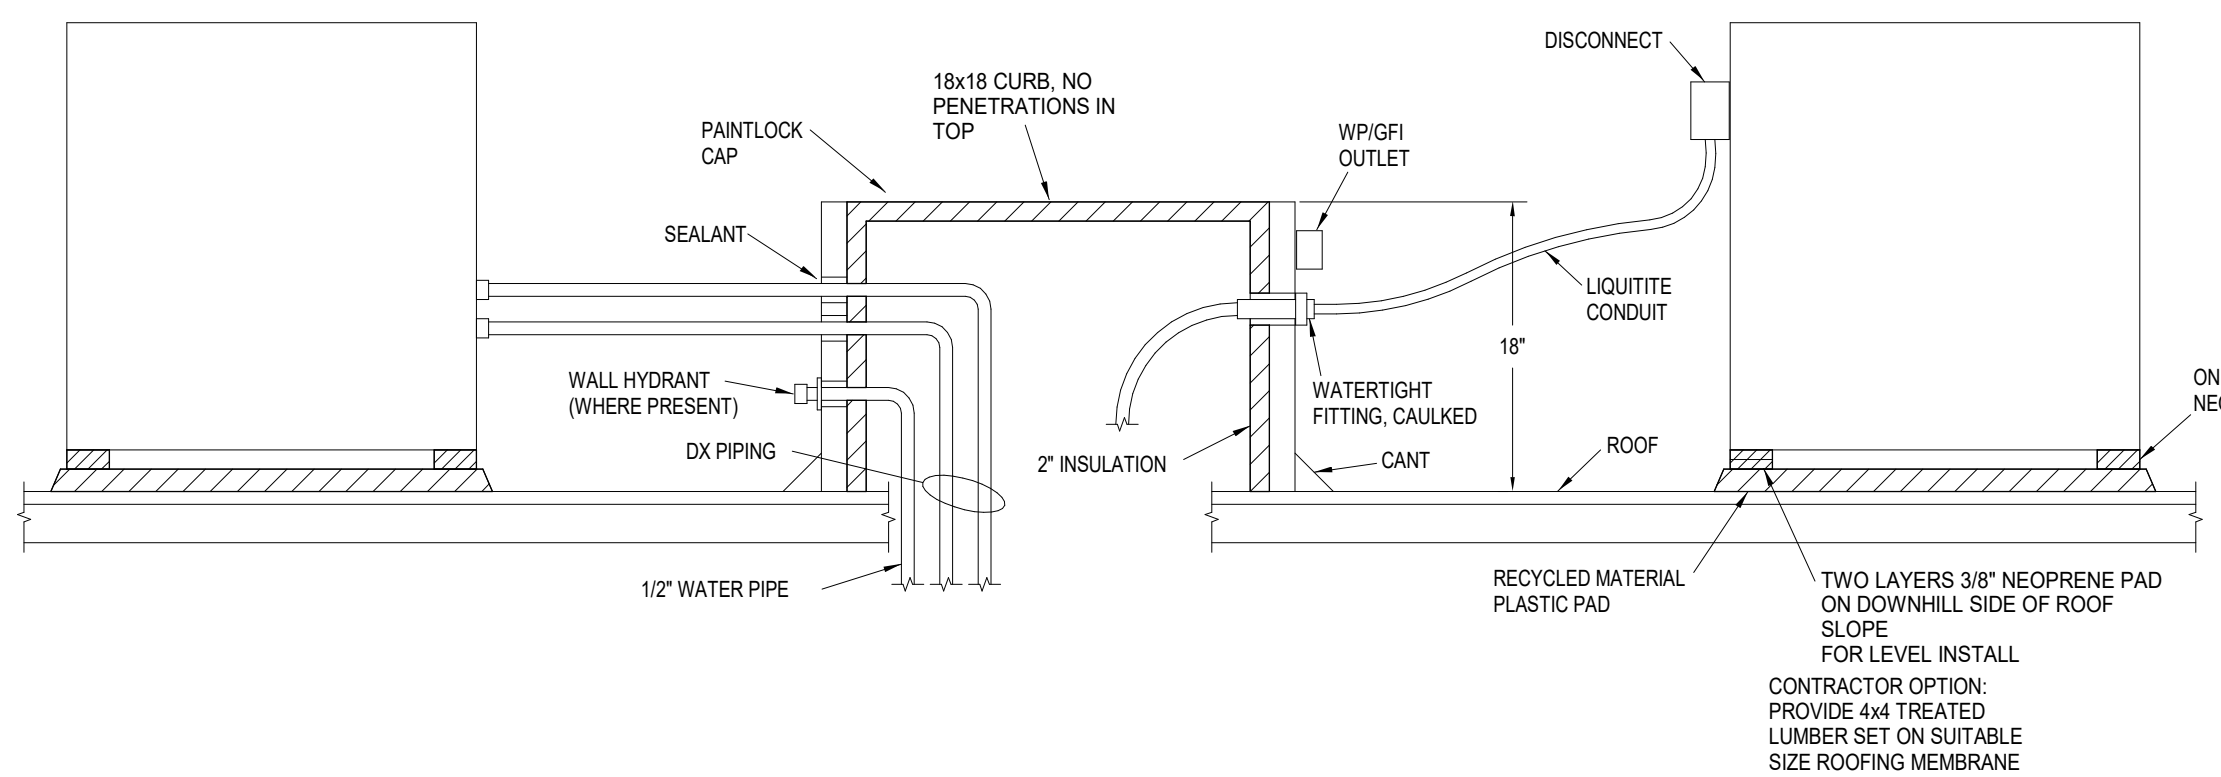 DISCONNECT
18x18 CURB, NO
PENETRATIONS IN
TOP
PAINTLOCK
CAP
WP/GFI
OUTLET
SEALANT
LIQUITITE
CONDUIT
18"
WALL HYDRANT
(WHERE PRESENT)
WATERTIGHT
FITTING, CAULKED
ON
DX PIPING
2" INSULATION
CANT
ROOF
1/2" WATER PIPE
RECYCLED MATERIAL
PLASTIC PAD
TWO LAYERS 3/8" NEOPRENE PAD
ON DOWNHILL SIDE OF ROOF
SLOPE
FOR LEVEL INSTALL
CONTRACTOR OPTION:
PROVIDE 4x4 TREATED
LUMBER SET ON SUITABLE
SIZE ROOFING MEMBRANE